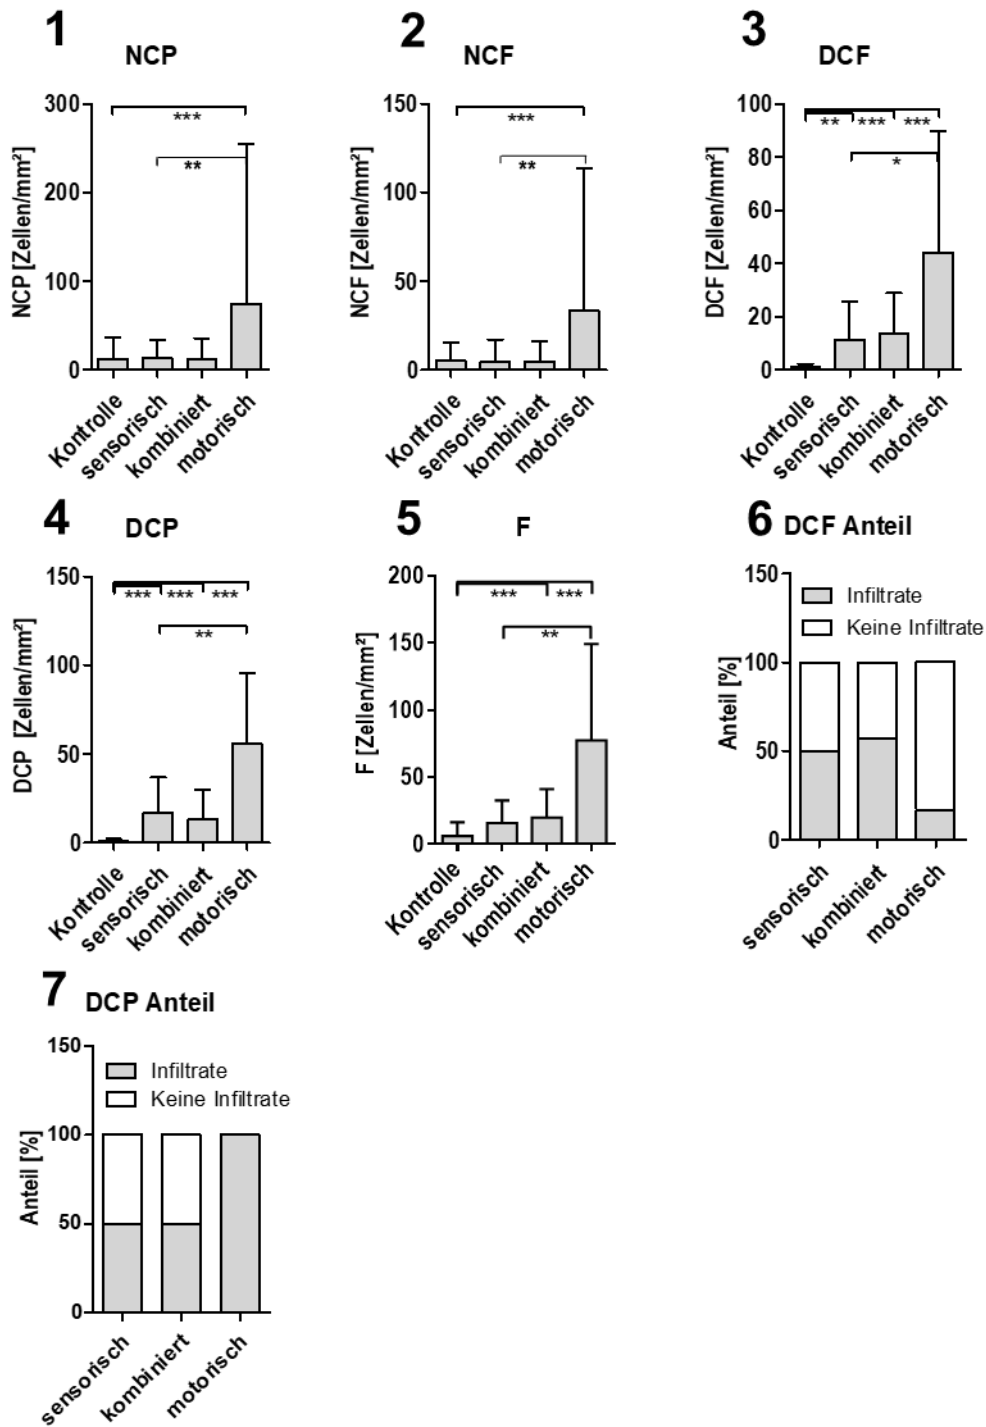 1
NCP
NCP [Zellen/mm²]
300
200
100
0
***
**
Kontrolle
sensorisch
kombiniert
motorisch
2
NCF
NCF [Zellen/mm²]
150
100
50
0
***
**
Kontrolle
sensorisch
kombiniert
motorisch
3
DCF
DCF [Zellen/mm²]
100
80
60
40
20
0
** *** ***
*
Kontrolle
sensorisch
kombiniert
motorisch
4
DCP
DCP [Zellen/mm²]
150
100
50
0
*** *** ***
**
Kontrolle
sensorisch
kombiniert
motorisch
5
F
F [Zellen/mm²]
200
150
100
50
0
*** ***
**
Kontrolle
sensorisch
kombiniert
motorisch
6 DCF Anteil
Anteil [%]
150
100
50
0
Infiltrate
Keine Infiltrate
sensorisch
kombiniert
motorisch
7 DCP Anteil
Anteil [%]
150
100
50
0
Infiltrate
Keine Infiltrate
sensorisch
kombiniert
motorisch